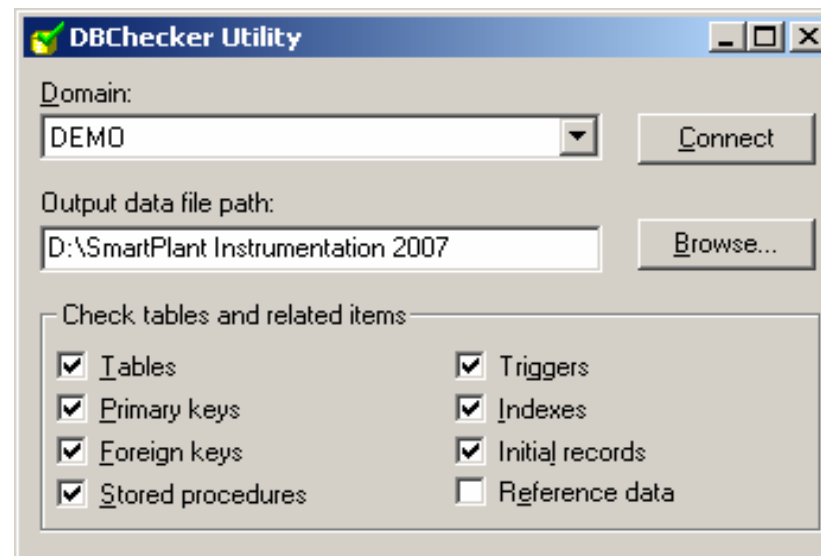 DBChecker Utility
Domain:
DEMO
Connect
Output data file path:
D:\SmartPlant Instrumentation 2007
Browse...
Check tables and related items
Tables
Triggers
Primary keys
Indexes
Foreign keys
Initial records
Stored procedures
Reference data